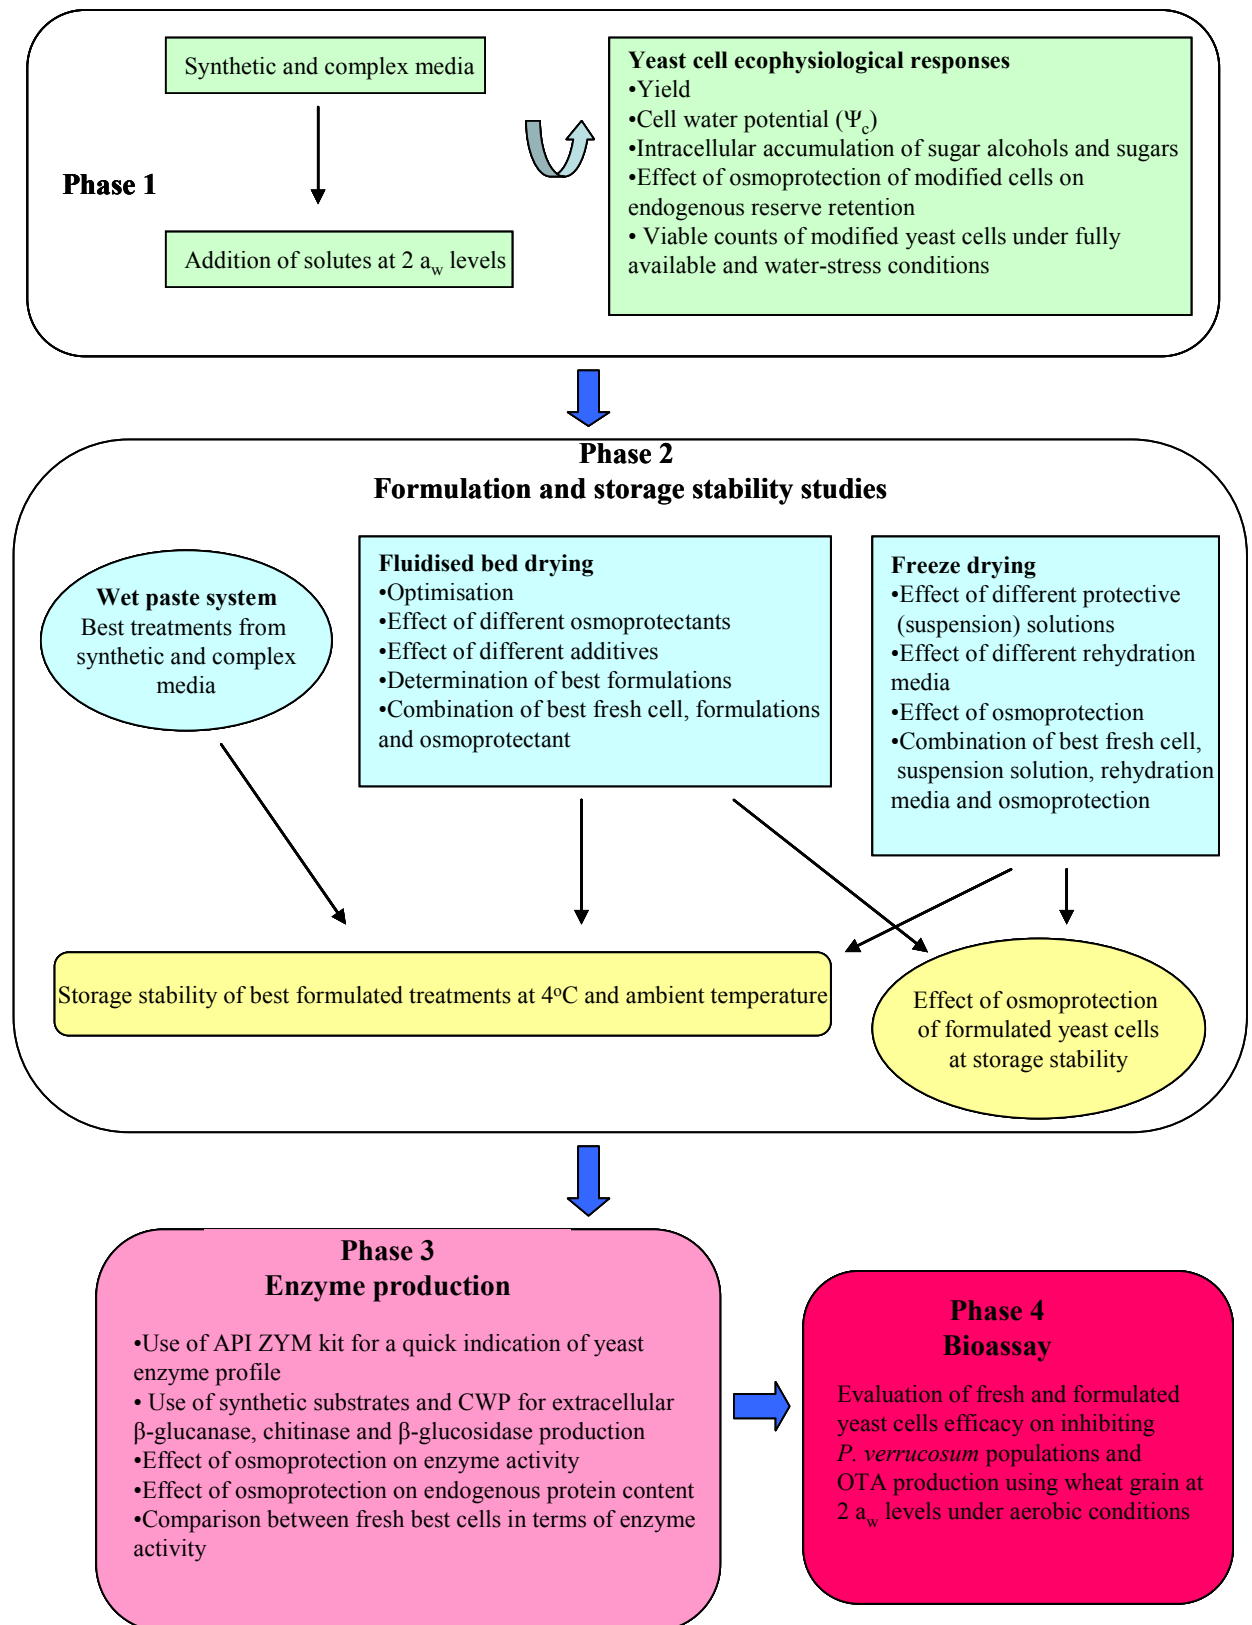 Synthetic and complex media
Phase 1
Addition of solutes at 2 a_w levels
Yeast cell ecophysiological responses
•Yield
•Cell water potential (Ψ_c)
•Intracellular accumulation of sugar alcohols and sugars
•Effect of osmoprotection of modified cells on
endogenous reserve retention
• Viable counts of modified yeast cells under fully
available and water-stress conditions
Phase 2
Formulation and storage stability studies
Wet paste system
Best treatments from
synthetic and complex
media
Fluidised bed drying
•Optimisation
•Effect of different osmoprotectants
•Effect of different additives
•Determination of best formulations
•Combination of best fresh cell, formulations
and osmoprotectant
Freeze drying
•Effect of different protective
(suspension) solutions
•Effect of different rehydration
media
•Effect of osmoprotection
•Combination of best fresh cell,
suspension solution, rehydration
media and osmoprotection
Storage stability of best formulated treatments at 4°C and ambient temperature
Effect of osmoprotection
of formulated yeast cells
at storage stability
Phase 3
Enzyme production
•Use of API ZYM kit for a quick indication of yeast
enzyme profile
• Use of synthetic substrates and CWP for extracellular
β-glucanase, chitinase and β-glucosidase production
•Effect of osmoprotection on enzyme activity
•Effect of osmoprotection on endogenous protein content
•Comparison between fresh best cells in terms of enzyme
activity
Phase 4
Bioassay
Evaluation of fresh and formulated
yeast cells efficacy on inhibiting
P. verrucosum populations and
OTA production using wheat grain at
2 a_w levels under aerobic conditions